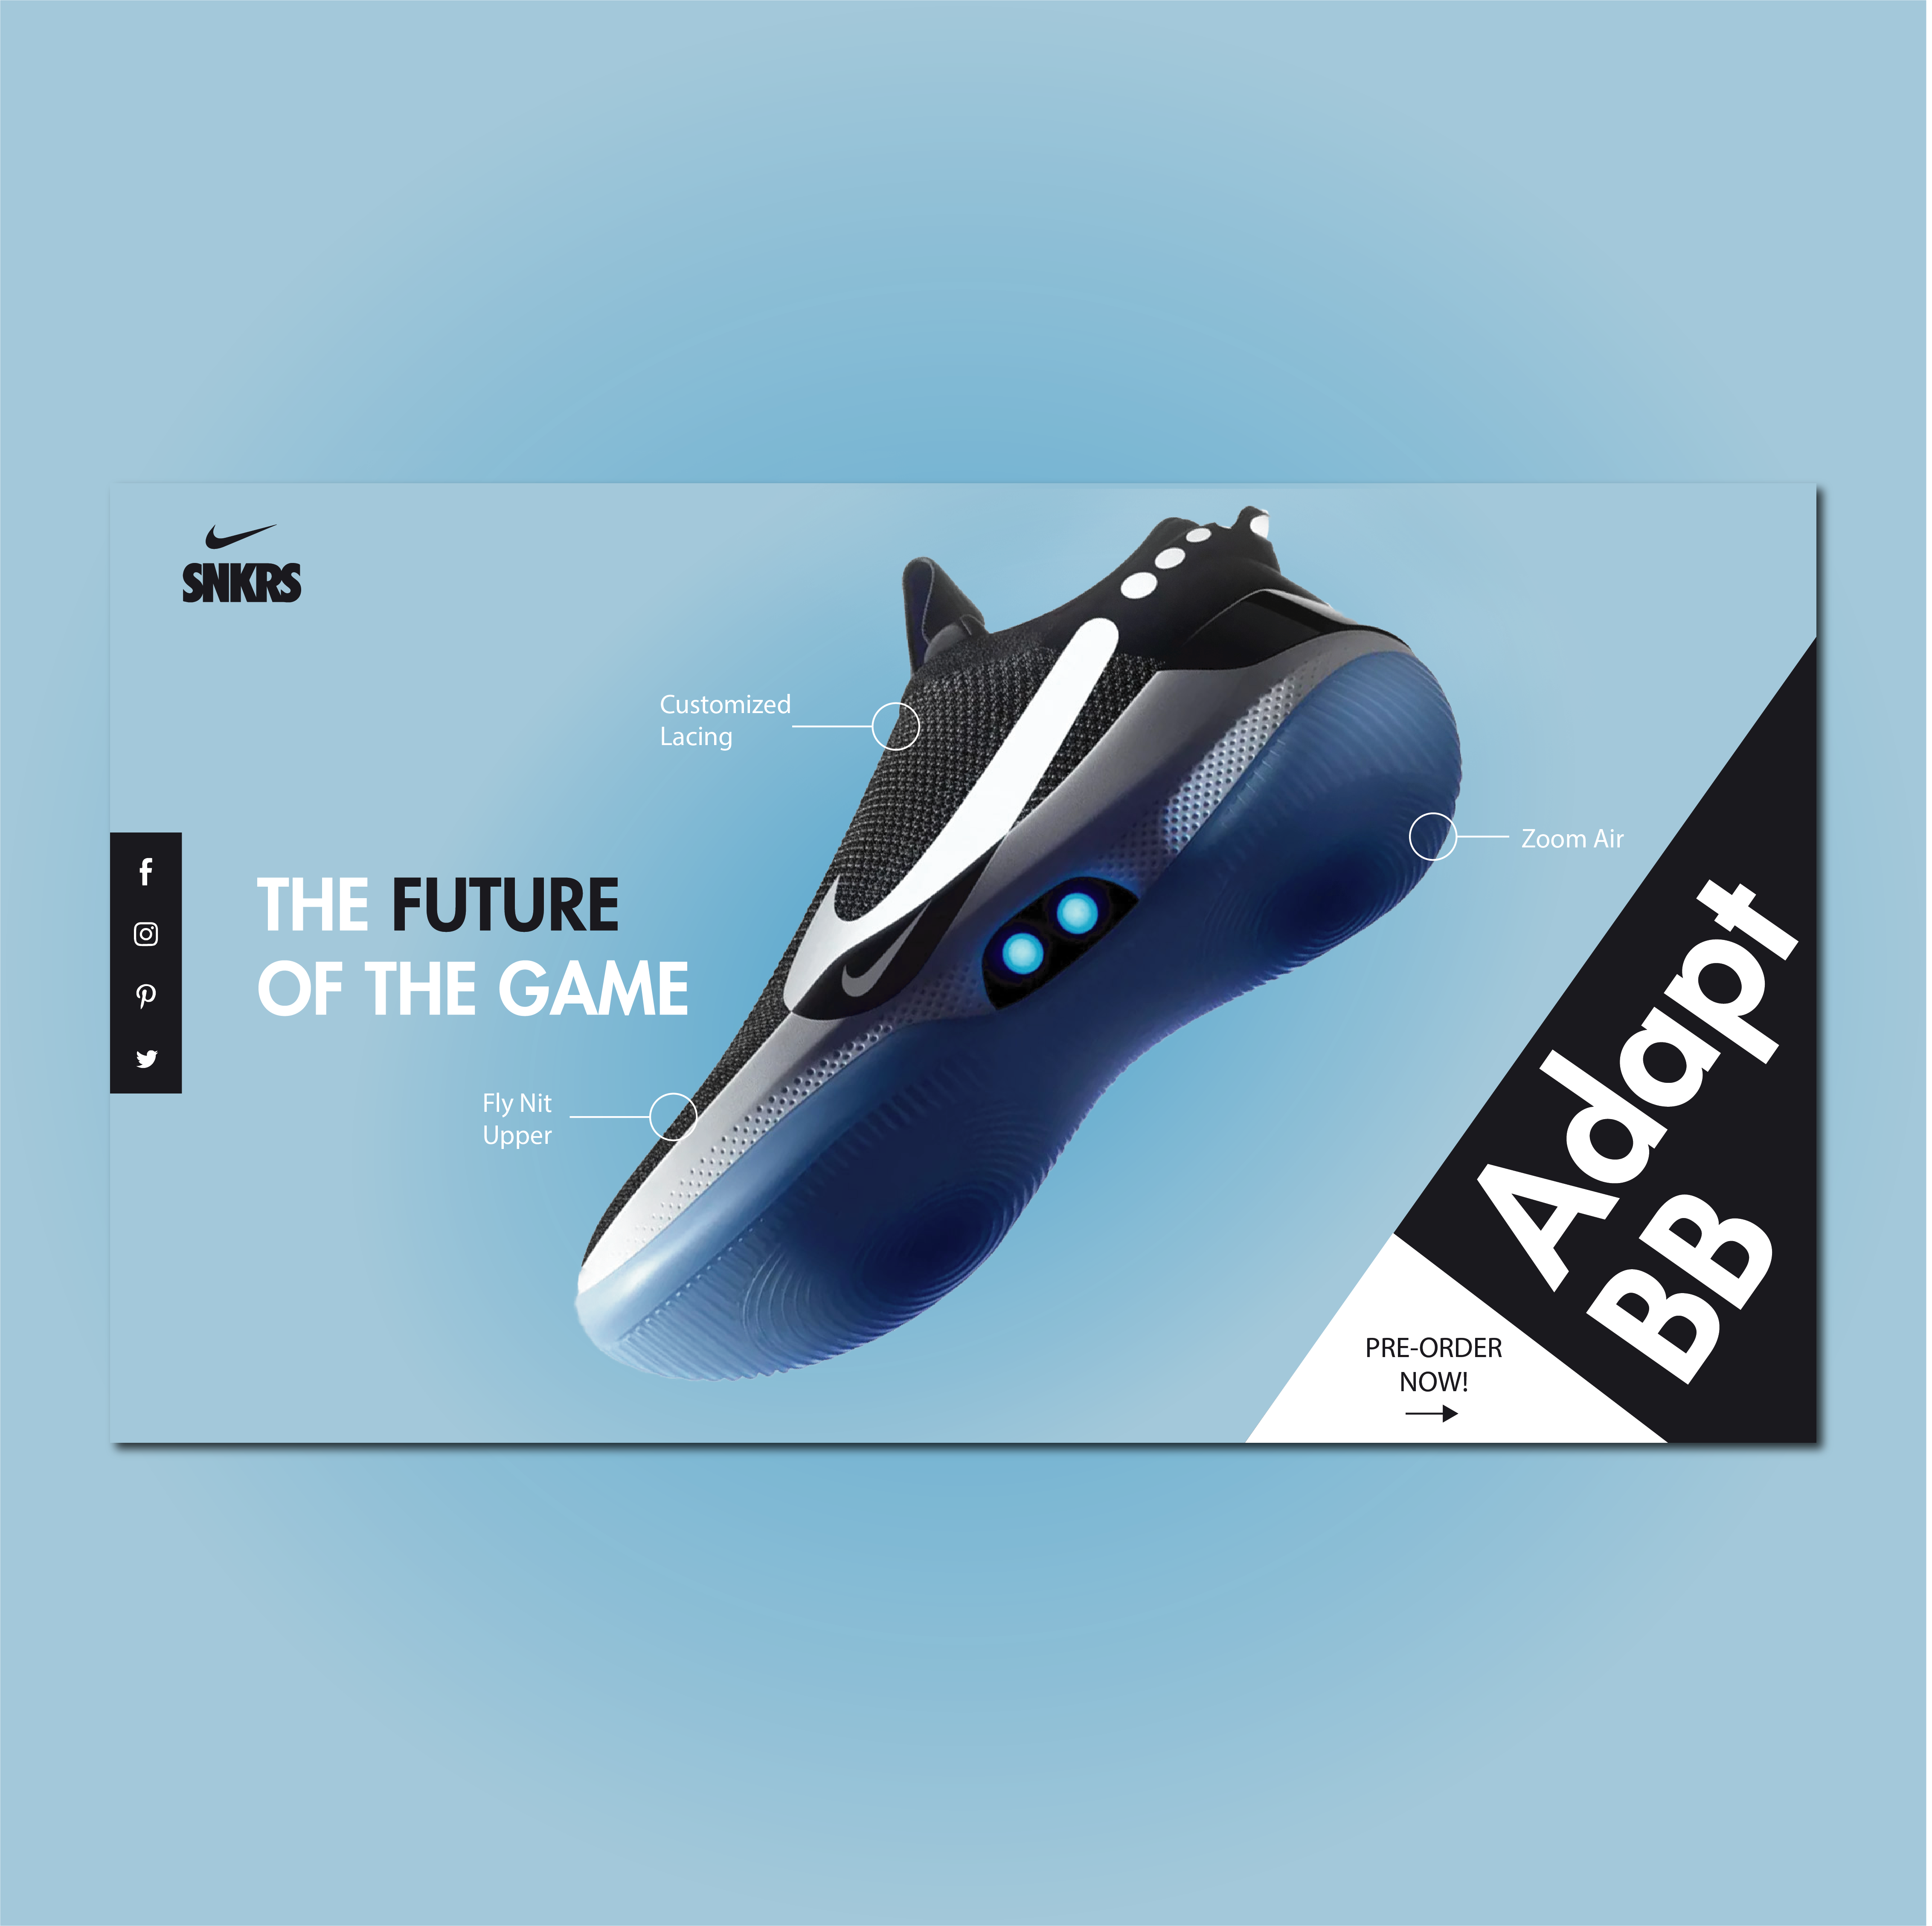 SNKRS
Customized
Lacing
Zoom Air
THE FUTURE
OF THE GAME
Fly Nit
Upper
Adapt
BB
PRE-ORDER
NOW!